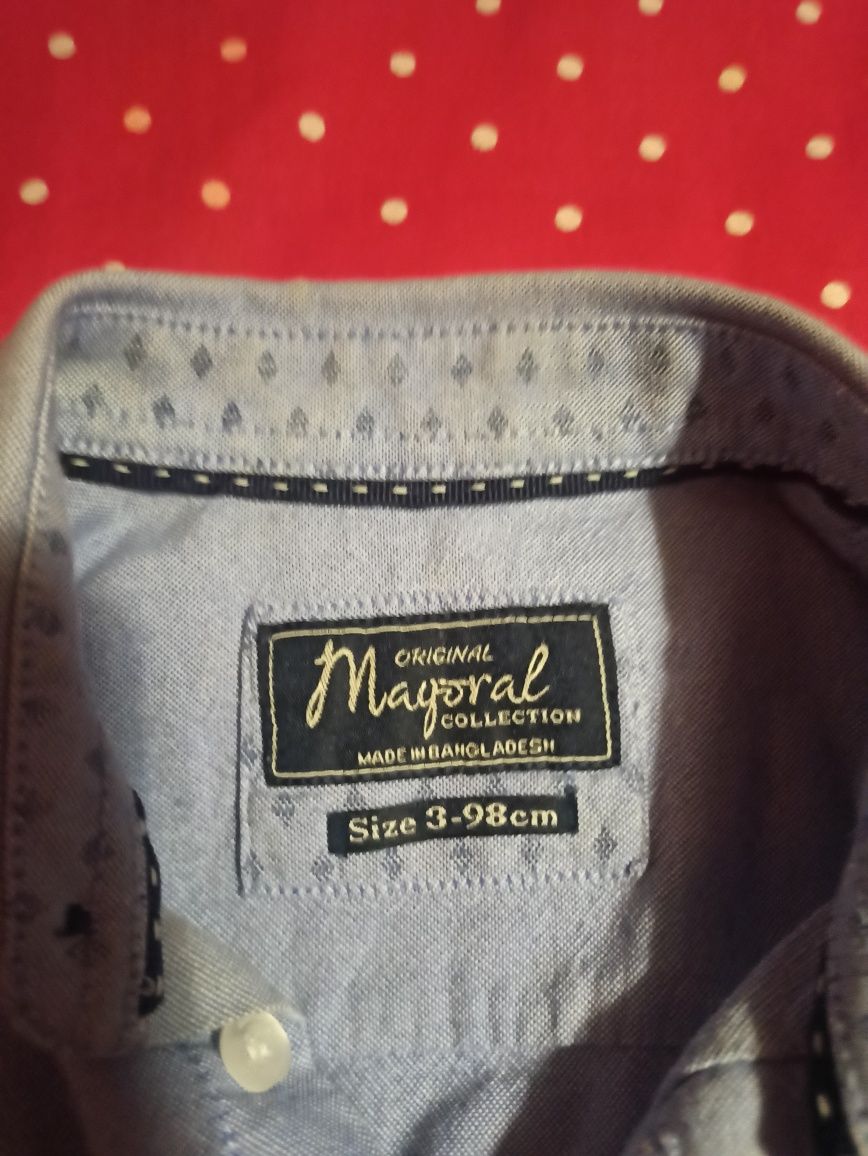 ORIGINAL
Mayoral
COLLECTION
MADE IN BANGLADESH
Size 3-98cm